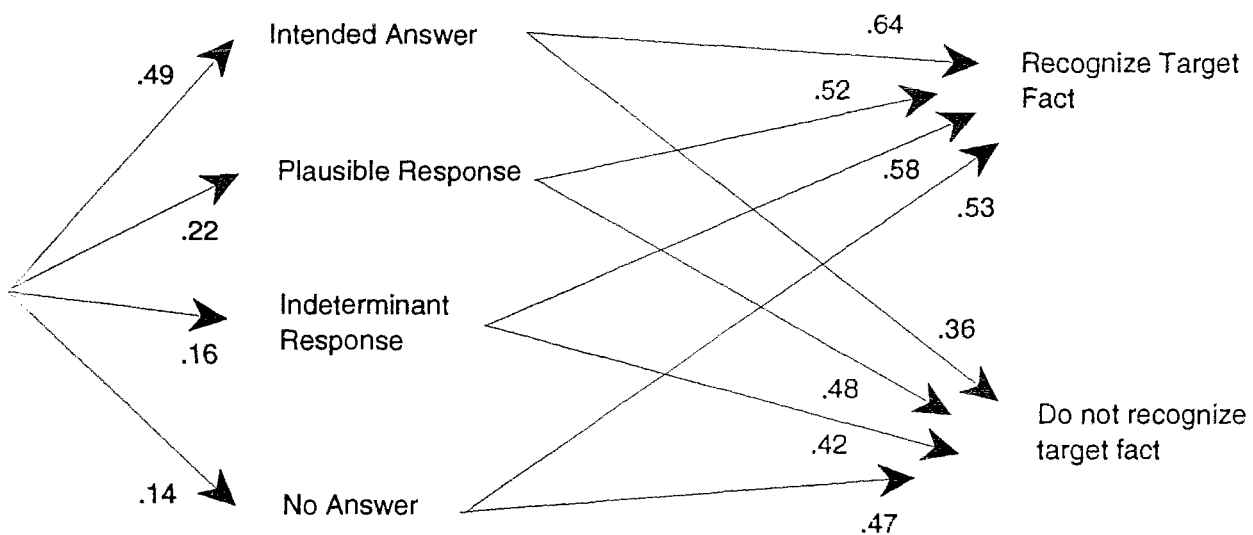 Intended Answer
.64
Recognize Target
Fact
.49
.52
Plausible Response
.58
.53
.22
Indeterminant
Response
.16
.36
.48
Do not recognize
target fact
.42
.14
No Answer
.47